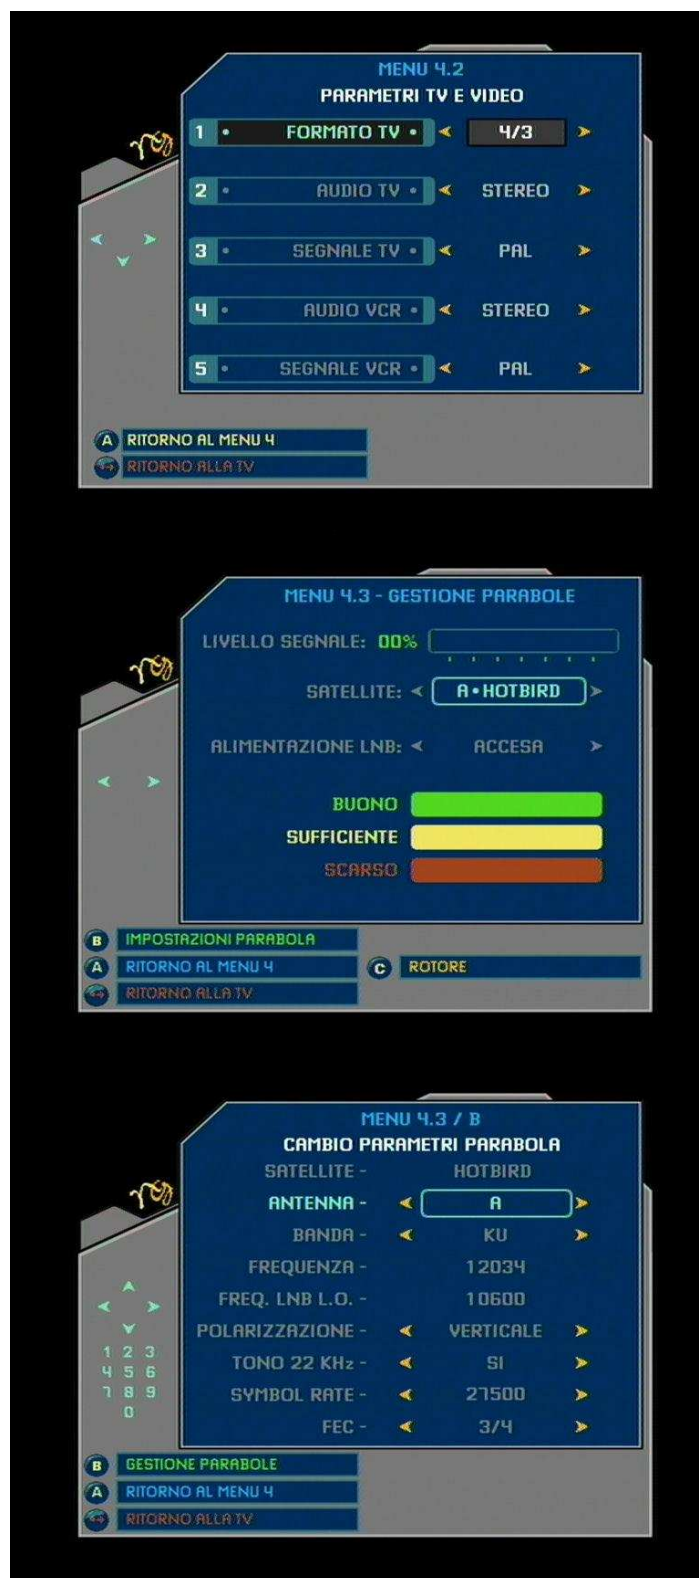 MENU 4.2
PARAMETRI TV E VIDEO
1 • FORMATO TV • 4/3
2 • AUDIO TV • STEREO
3 • SEGNALE TV • PAL
4 • AUDIO VCR • STEREO
5 • SEGNALE VCR • PAL
A RITORNO AL MENU 4
RITORNO ALLA TV
MENU 4.3 - GESTIONE PARABOLE
LIVELLO SEGNALE: 00%
SATELLITE: A•HOTBIRD
ALIMENTAZIONE LNB: ACCESA
BUONO
SUFFICIENTE
SCARSO
B IMPOSTAZIONI PARABOLA
A RITORNO AL MENU 4
C ROTORE
RITORNO ALLA TV
MENU 4.3 / B
CAMBIO PARAMETRI PARABOLA
SATELLITE - HOTBIRD
ANTENNA - A
BANDA - KU
FREQUENZA - 12034
FREQ. LNB L.O. - 10600
POLARIZZAZIONE - VERTICALE
TONO 22 KHz - SI
SYMBOL RATE - 27500
FEC - 3/4
1 2 3
4 5 6
7 8 9
0
B GESTIONE PARABOLE
A RITORNO AL MENU 4
RITORNO ALLA TV